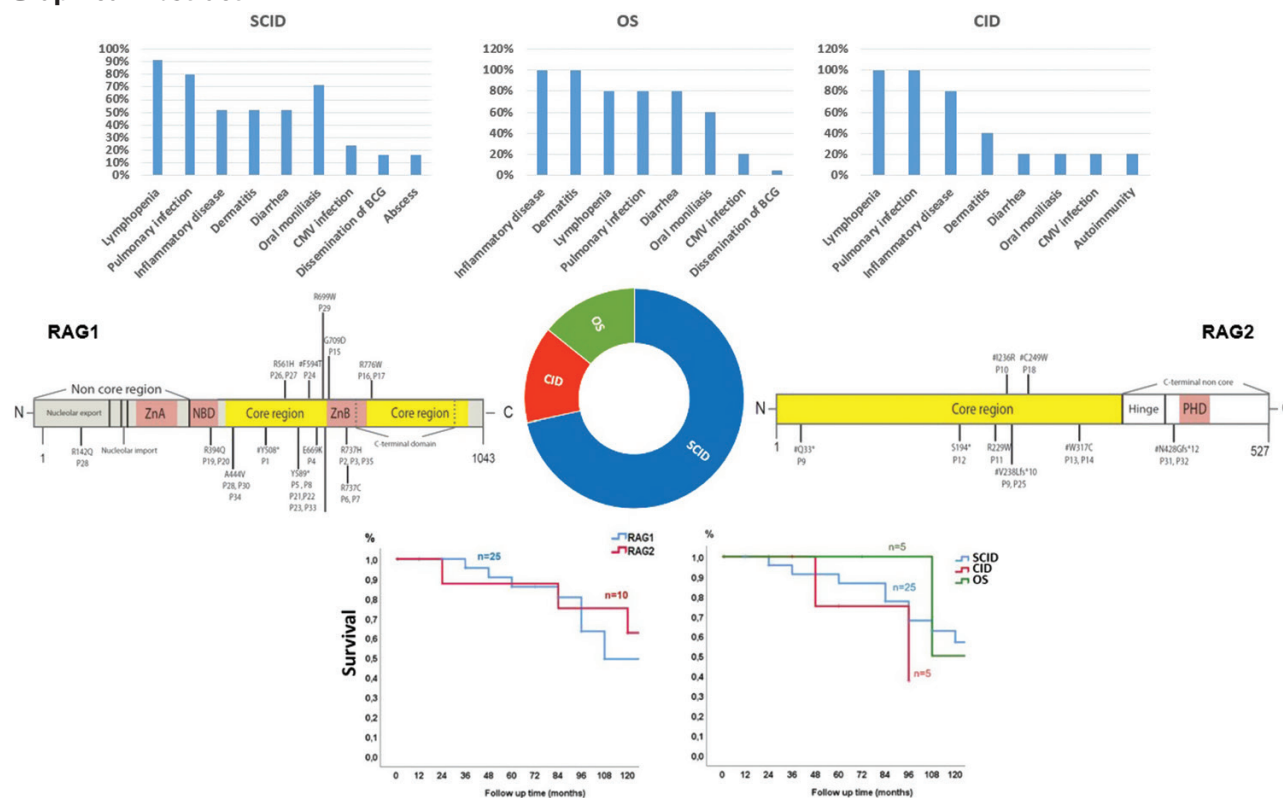 SCID
100%
90%
80%
70%
60%
50%
40%
30%
20%
10%
0%
Lymphopenia
Pulmonary infection
Inflammatory disease
Dermatitis
Diarrhea
Oral moniliasis
CMV infection
Dissemination of BCG
Abscess
OS
120%
100%
80%
60%
40%
20%
0%
Inflammatory disease
Dermatitis
Lymphopenia
Pulmonary infection
Diarrhea
Oral moniliasis
CMV infection
Dissemination of BCG
CID
120%
100%
80%
60%
40%
20%
0%
Lymphopenia
Pulmonary infection
Inflammatory disease
Dermatitis
Diarrhea
Oral moniliasis
CMV infection
Autoimmunity
RAG1
R699W
P29
G709D
P15
R561H
P26, P27
#F594T
P24
R776W
P16, P17
Non core region
N
Nucleolar export
ZnA
NBD
Core region
ZnB
Core region
C
1
R142Q
P28
Nucleolar import
R394Q
P19, P20
A444V
P28, P30
P34
#Y508*
P1
Y589*
P5, P8
P21,P22
P23, P33
E669K
P4
R737H
P2, P3, P35
R737C
P6, P7
C-terminal domain
1043
OS
CID
SCID
RAG2
#I236R
P10
#C249W
P18
C-terminal non core
N
Core region
Hinge
PHD
1
#Q33*
P9
S194*
P12
R229W
P11
#V238Lfs*10
P9, P25
#W317C
P13, P14
#N428Gfs*12
P31, P32
527
%
Survival
1,0
0,9
0,8
0,7
0,6
0,5
0,4
0,3
0,2
0,1
0,0
n=25
n=10
RAG1
RAG2
0 12 24 36 48 60 72 84 96 108 120
Follow up time (months)
%
1,0
0,9
0,8
0,7
0,6
0,5
0,4
0,3
0,2
0,1
0,0
n=5
n=25
n=5
SCID
CID
OS
0 12 24 36 48 60 72 84 96 108 120
Follow up time (months)